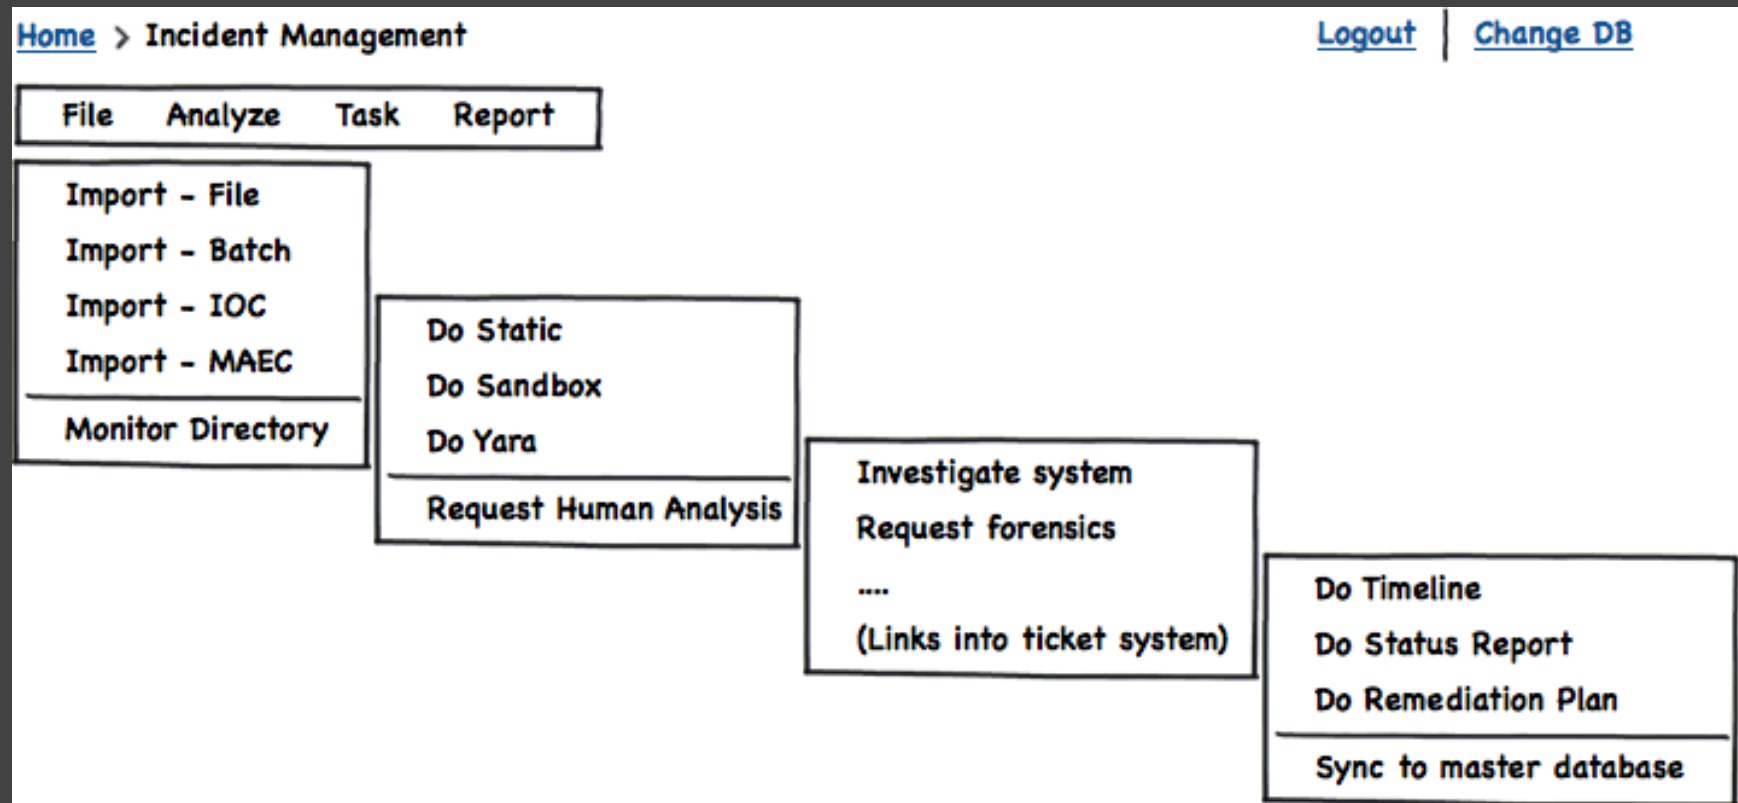 Home > Incident Management
Logout | Change DB
File Analyze Task Report
Import - File
Import - Batch
Import - IOC
Import - MAEC
Monitor Directory
Do Static
Do Sandbox
Do Yara
Request Human Analysis
Investigate system
Request forensics
....
(Links into ticket system)
Do Timeline
Do Status Report
Do Remediation Plan
Sync to master database